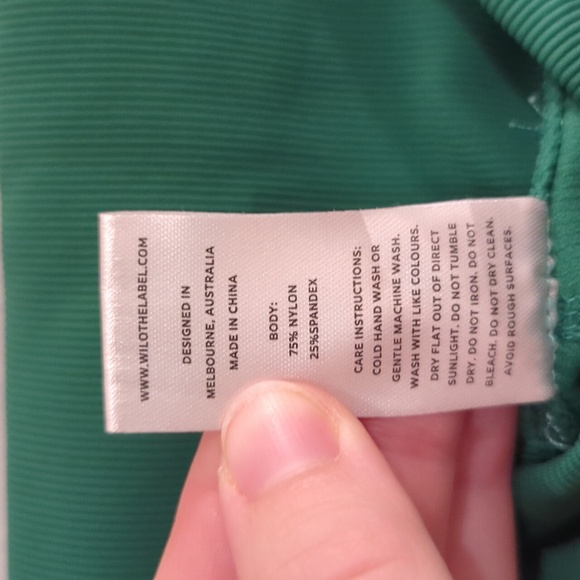 WWW.WILOTHELABEL.COM
DESIGNED IN
MELBOURNE, AUSTRALIA
MADE IN CHINA
BODY:
75% NYLON
25%SPANDEX
CARE INSTRUCTIONS:
COLD HAND WASH OR
GENTLE MACHINE WASH.
WASH WITH LIKE COLOURS.
DRY FLAT OUT OF DIRECT
SUNLIGHT. DO NOT TUMBLE
DRY. DO NOT IRON. DO NOT
BLEACH. DO NOT DRY CLEAN.
AVOID ROUGH SURFACES.